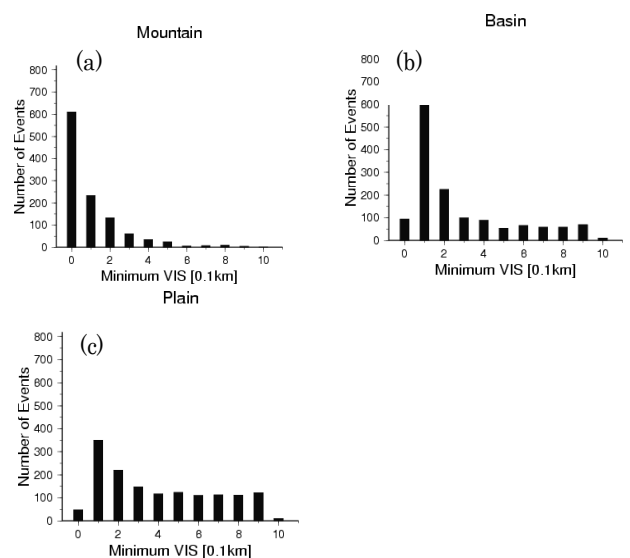 Mountain
(a)
800
700
600
500
400
300
200
100
0
Number of Events
0 2 4 6 8 10
Minimum VIS [0.1km]
Basin
(b)
800
700
600
500
400
300
200
100
0
Number of Events
0 2 4 6 8 10
Minimum VIS [0.1km]
Plain
(c)
800
700
600
500
400
300
200
100
0
Number of Events
0 2 4 6 8 10
Minimum VIS [0.1km]